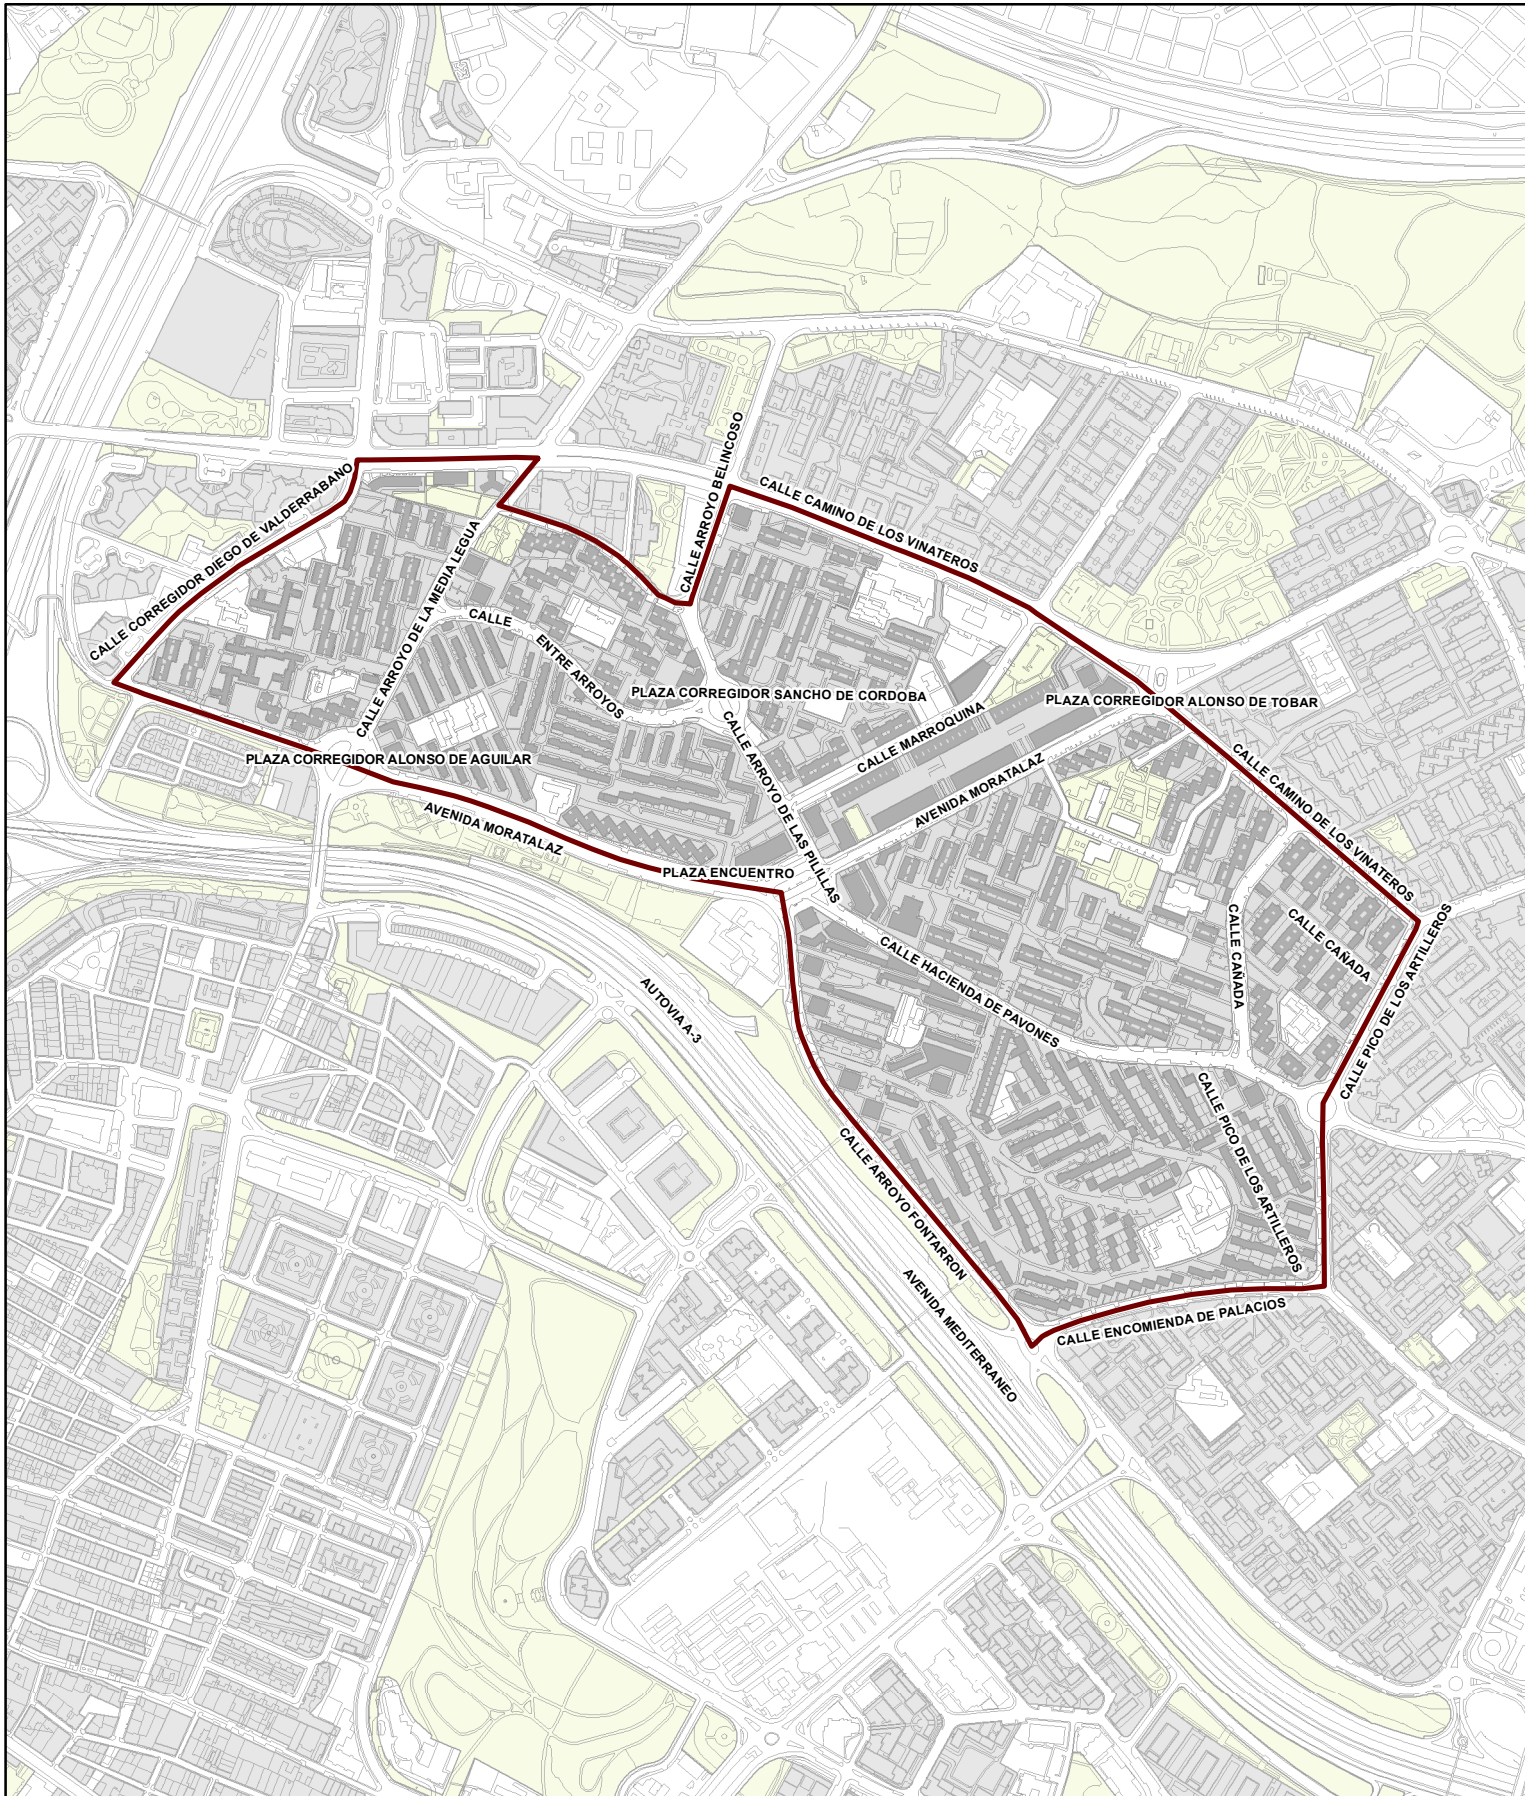 CALLE ARROYO BELINCOSO
CALLE CORREGIDOR DIEGO DE VALDERRABANO
CALLE CAMINO DE LOS VINATEROS
CALLE ARROYO DE LA MEDIA LEGUA
CALLE
ENTRE ARROYOS
PLAZA CORREGIDOR SANCHO DE CORDOBA
PLAZA CORREGIDOR ALONSO DE TOBAR
CALLE MARROQUINA
CALLE ARROYO DE LAS PILILLAS
PLAZA CORREGIDOR ALONSO DE AGUILAR
AVENIDA MORATALAZ
CALLE CAMINO DE LOS VINATEROS
AVENIDA MORATALAZ
PLAZA ENCUENTRO
CALLE CAÑADA
CALLE CAÑADA
CALLE PICO DE LOS ARTILLEROS
CALLE HACIENDA DE PAVONES
AUTOVIA A-3
CALLE PICO DE LOS ARTILLEROS
CALLE ARROYO FONTARRON
AVENIDA MEDITERRANEO
CALLE ENCOMIENDA DE PALACIOS